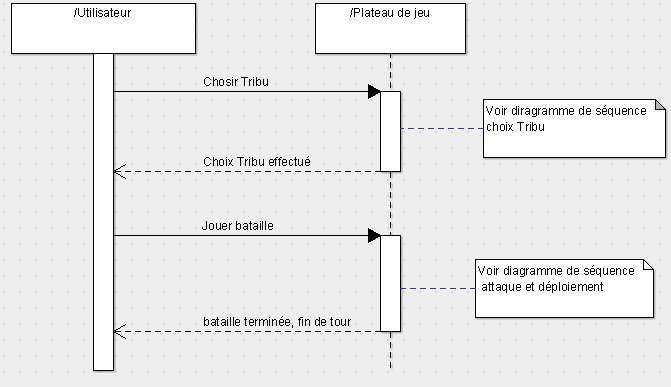 /Utilisateur
/Plateau de jeu
Chosir Tribu
Voir diragramme de séquence
choix Tribu
Choix Tribu effectué
Jouer bataille
Voir diagramme de séquence
attaque et déploiement
bataille terminée, fin de tour